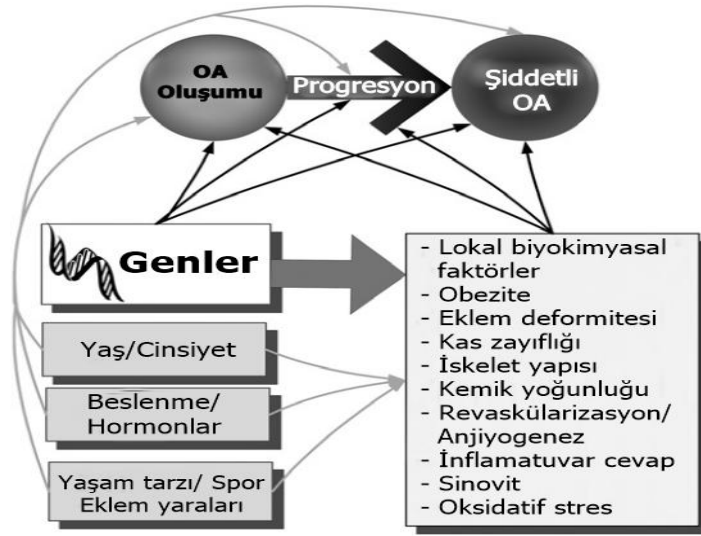 OA
Oluşumu
Progresyon
Şiddetli
OA
Genler
Yaş/Cinsiyet
Beslenme/
Hormonlar
Yaşam tarzı/ Spor
Eklem yaraları
- Lokal biyokimyasal
faktörler
- Obezite
- Eklem deformitesi
- Kas zayıflığı
- İskelet yapısı
- Kemik yoğunluğu
- Revaskülarizasyon/
Anjiyogenez
- İnflamatuvar cevap
- Sinovit
- Oksidatif stres